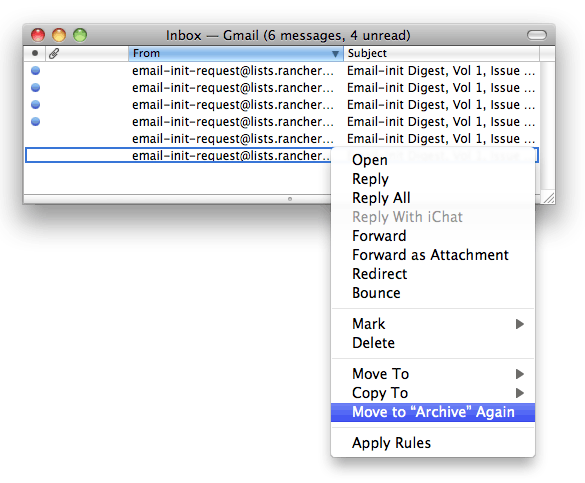 Inbox — Gmail (6 messages, 4 unread)
From Subject
email-init-request@lists.rancher... Email-init Digest, Vol 1, Issue ...
email-init-request@lists.rancher... Email-init Digest, Vol 1, Issue ...
email-init-request@lists.rancher... Email-init Digest, Vol 1, Issue ...
email-init-request@lists.rancher... Email-init Digest, Vol 1, Issue ...
email-init-request@lists.rancher... Email-init Digest, Vol 1, Issue ...
email-init-request@lists.rancher...
Open
Reply
Reply All
Reply With iChat
Forward
Forward as Attachment
Redirect
Bounce
Mark
Delete
Move To
Copy To
Move to “Archive” Again
Apply Rules